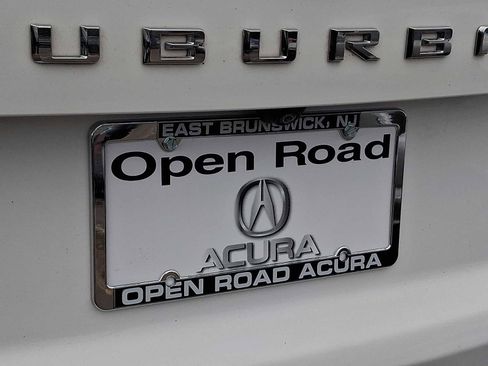 UBURB
EAST BRUNSWICK, NJ
Open Road
ACURA
OPEN ROAD ACURA